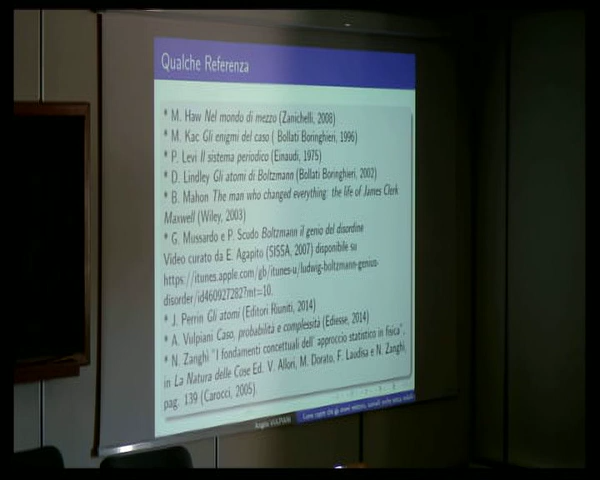 Qualche Referenza
* M. Haw Nel mondo di mezzo (Zanichelli, 2008)
* M. Kac Gli enigmi del caso ( Bollati Boringhieri, 1996)
* P. Levi Il sistema periodico (Einaudi, 1975)
* D. Lindley Gli atomi di Boltzmann (Bollati Boringhieri, 2002)
* B. Mahon The man who changed everything: the life of James Clerk
Maxwell (Wiley, 2003)
* G. Mussardo e P. Scudo Boltzmann il genio del disordine
Video curato da E. Agapito (SISSA, 2007) disponibile su
https://itunes.apple.com/gb/itunes-u/ludwig-boltzmann-genius-
disorder/id460927282?mt=10.
* J. Perrin Gli atomi (Editori Riuniti, 2014)
* A. Vulpiani Caso, probabilità e complessità (Ediesse, 2014)
* N. Zanghì "I fondamenti concettuali dell' approccio statistico in fisica",
in La Natura delle Cose Ed. V. Allori, M. Dorato, F. Laudisa e N. Zanghì,
pag. 139 (Carocci, 2005).
Angelo VULPIANI